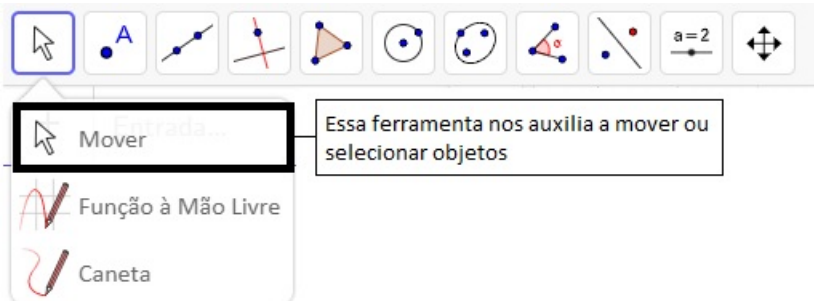 A
α
a=2
Entrada...
Mover
Essa ferramenta nos auxilia a mover ou
selecionar objetos
Função à Mão Livre
Caneta